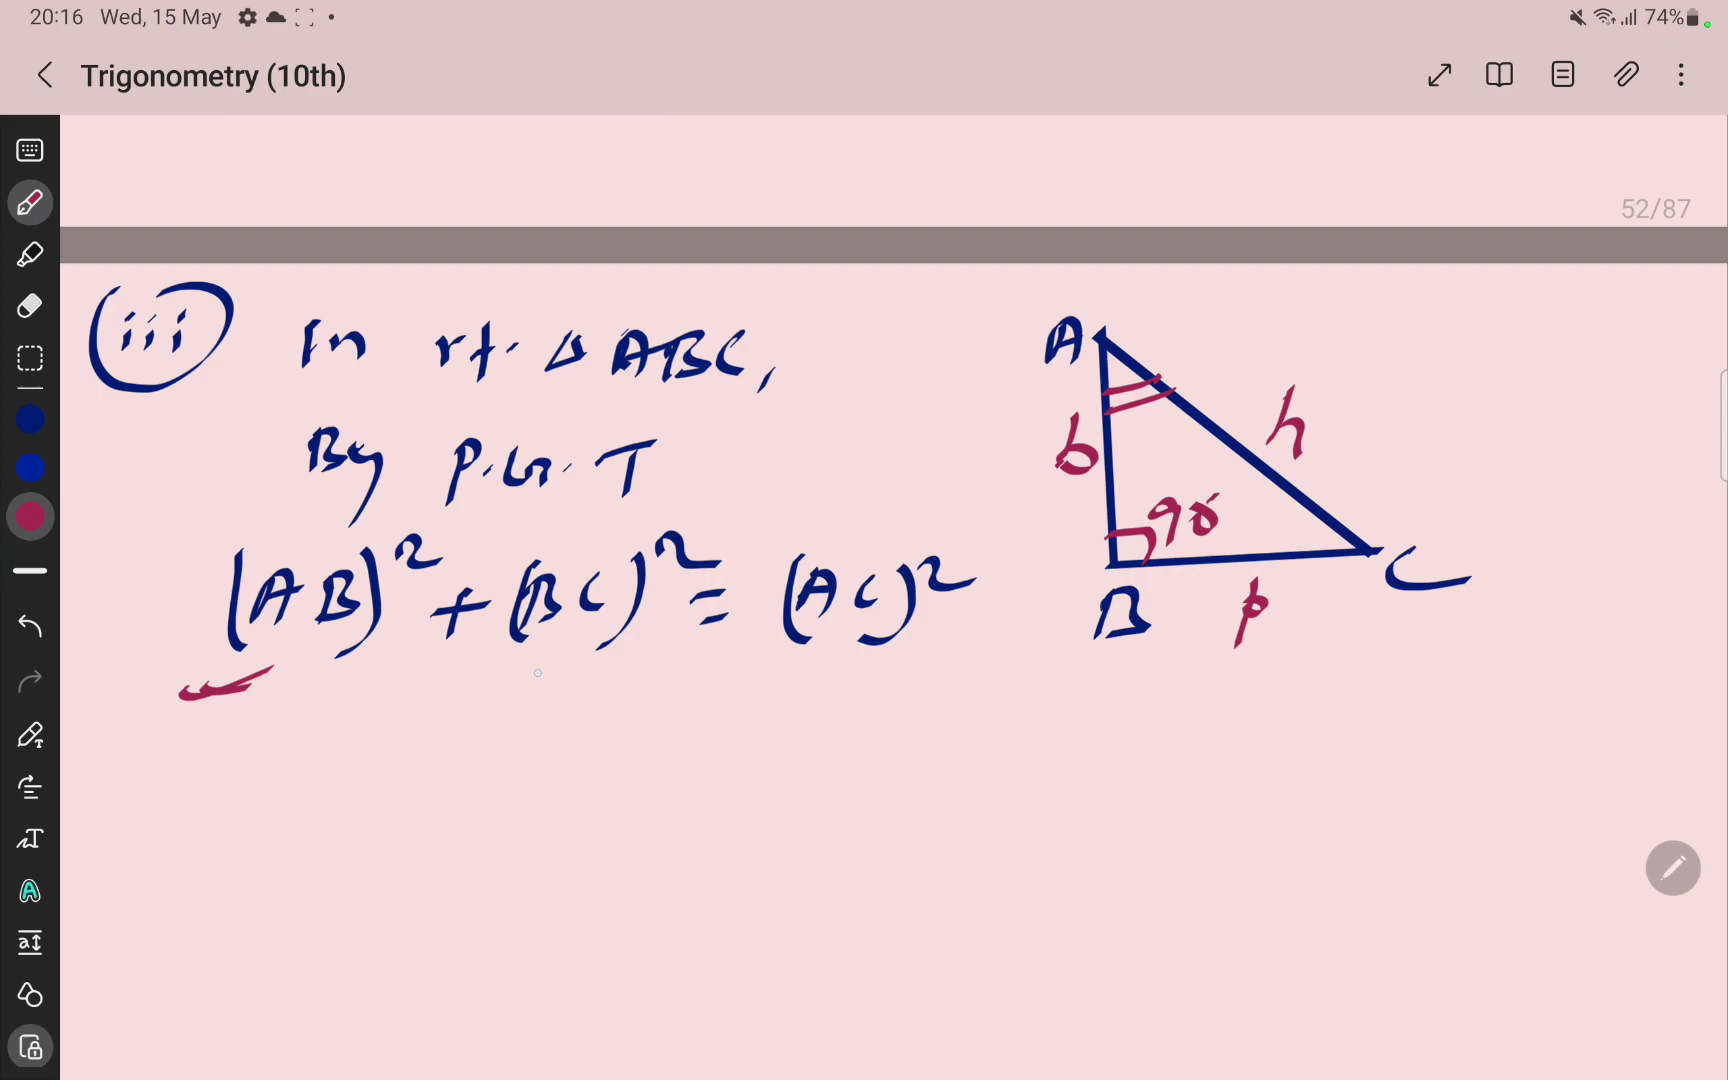 20:16 Wed, 15 May 74%
Trigonometry (10th)
52/87
(iii) In rt. Δ ABC,
By P.G.T
(AB)² + (BC)² = (AC)²
A
b
h
90°
B
p
C